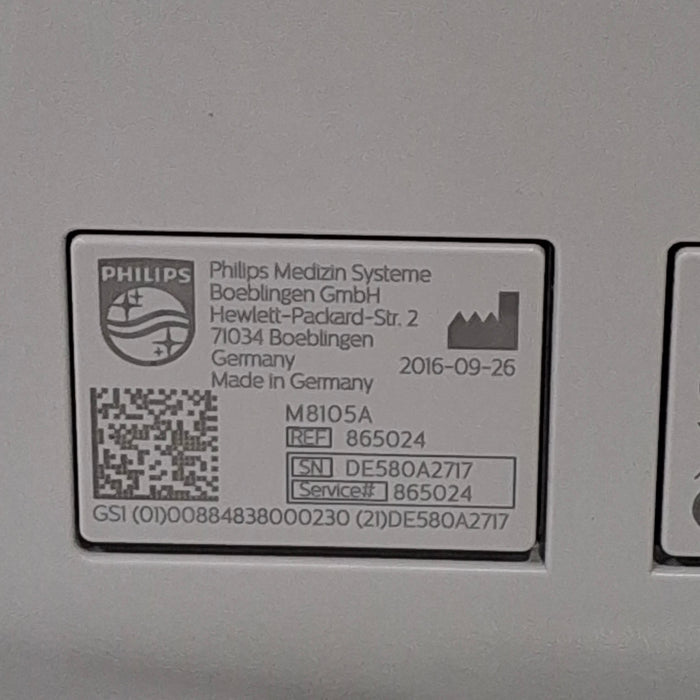 PHILIPS
Philips Medizin Systeme
Boeblingen GmbH
Hewlett-Packard-Str. 2
71034 Boeblingen
Germany
Made in Germany
2016-09-26
M8105A
REF 865024
SN DE580A2717
Service# 865024
GS1 (01)00884838000230 (21)DE580A2717